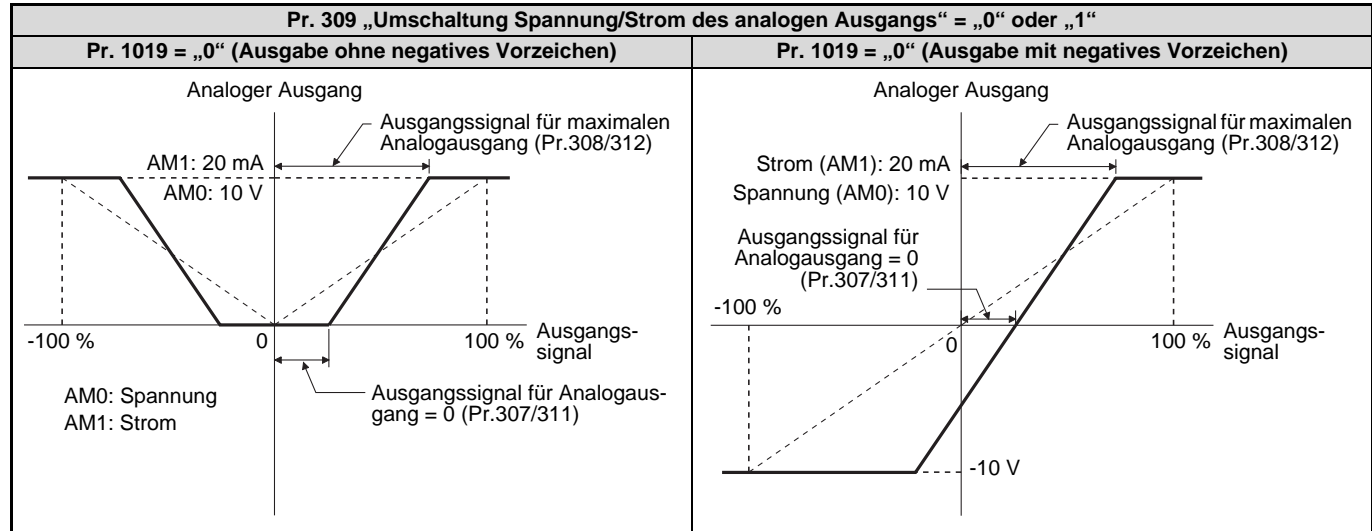 Pr. 309 „Umschaltung Spannung/Strom des analogen Ausgangs“ = „0“ oder „1“
Pr. 1019 = „0“ (Ausgabe ohne negatives Vorzeichen)
Analoger Ausgang
Ausgangssignal für maximalen
Analogausgang (Pr.308/312)
AM1: 20 mA
AM0: 10 V
-100 %
0
100 %
Ausgangs-
signal
AM0: Spannung
AM1: Strom
Ausgangssignal für Analogaus-
gang = 0 (Pr.307/311)
Pr. 1019 = „0“ (Ausgabe mit negatives Vorzeichen)
Analoger Ausgang
Ausgangssignal für maximalen
Analogausgang (Pr.308/312)
Strom (AM1): 20 mA
Spannung (AM0): 10 V
Ausgangssignal für
Analogausgang = 0
(Pr.307/311)
-100 %
0
100 %
Ausgangs-
signal
-10 V